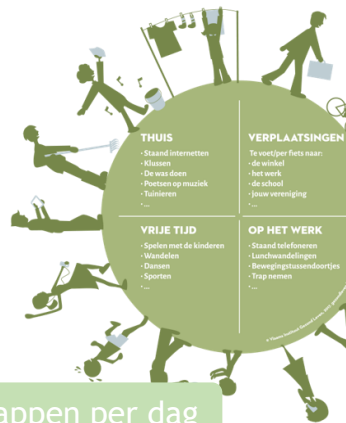 THUIS
• Staand internetten
• Klussen
• De was doen
• Poetsen op muziek
• Tuinieren
• ...
VERPLAATSINGEN
Te voet/per fiets naar:
• de winkel
• het werk
• de school
• jouw vereniging
• ...
VRIJE TIJD
• Spelen met de kinderen
• Wandelen
• Dansen
• Sporten
• ...
OP HET WERK
• Staand telefoneren
• Lunchwandelingen
• Bewegingstussendoortjes
• Trap nemen
• ...
appen per dag